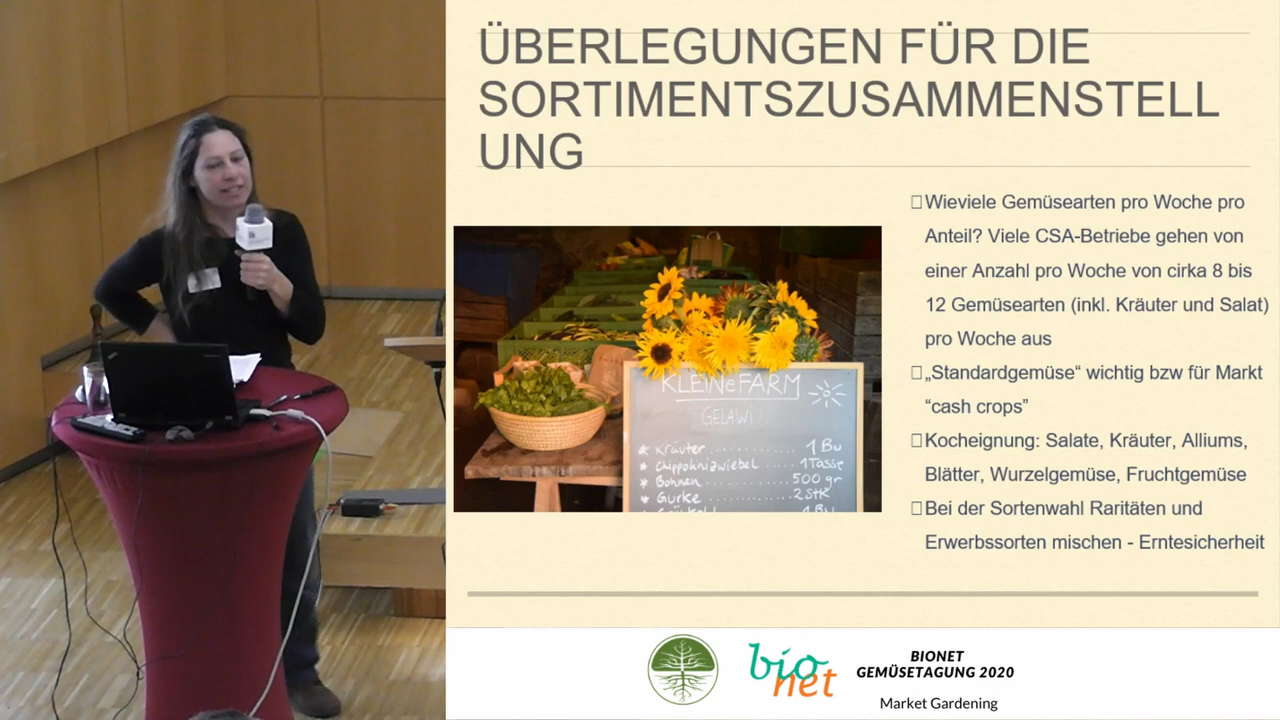 ÜBERLEGUNGEN FÜR DIE
SORTIMENTSZUSAMMENSTELL
UNG
Wieviele Gemüsearten pro Woche pro
Anteil? Viele CSA-Betriebe gehen von
einer Anzahl pro Woche von cirka 8 bis
12 Gemüsearten (inkl. Kräuter und Salat)
pro Woche aus
„Standardgemüse“ wichtig bzw für Markt
“cash crops”
Kocheignung: Salate, Kräuter, Alliums,
Blätter, Wurzelgemüse, Fruchtgemüse
Bei der Sortenwahl Raritäten und
Erwerbssorten mischen - Erntesicherheit
KLEINeFARM
GELAWI
* Kräuter .............. 1 Bu
* Chippolinizwiebel ..... 1 Tasse
* Bohnen .............. 500 gr
* Gurke .............. 2 Stk
bio
net
BIONET
GEMÜSETAGUNG 2020
Market Gardening